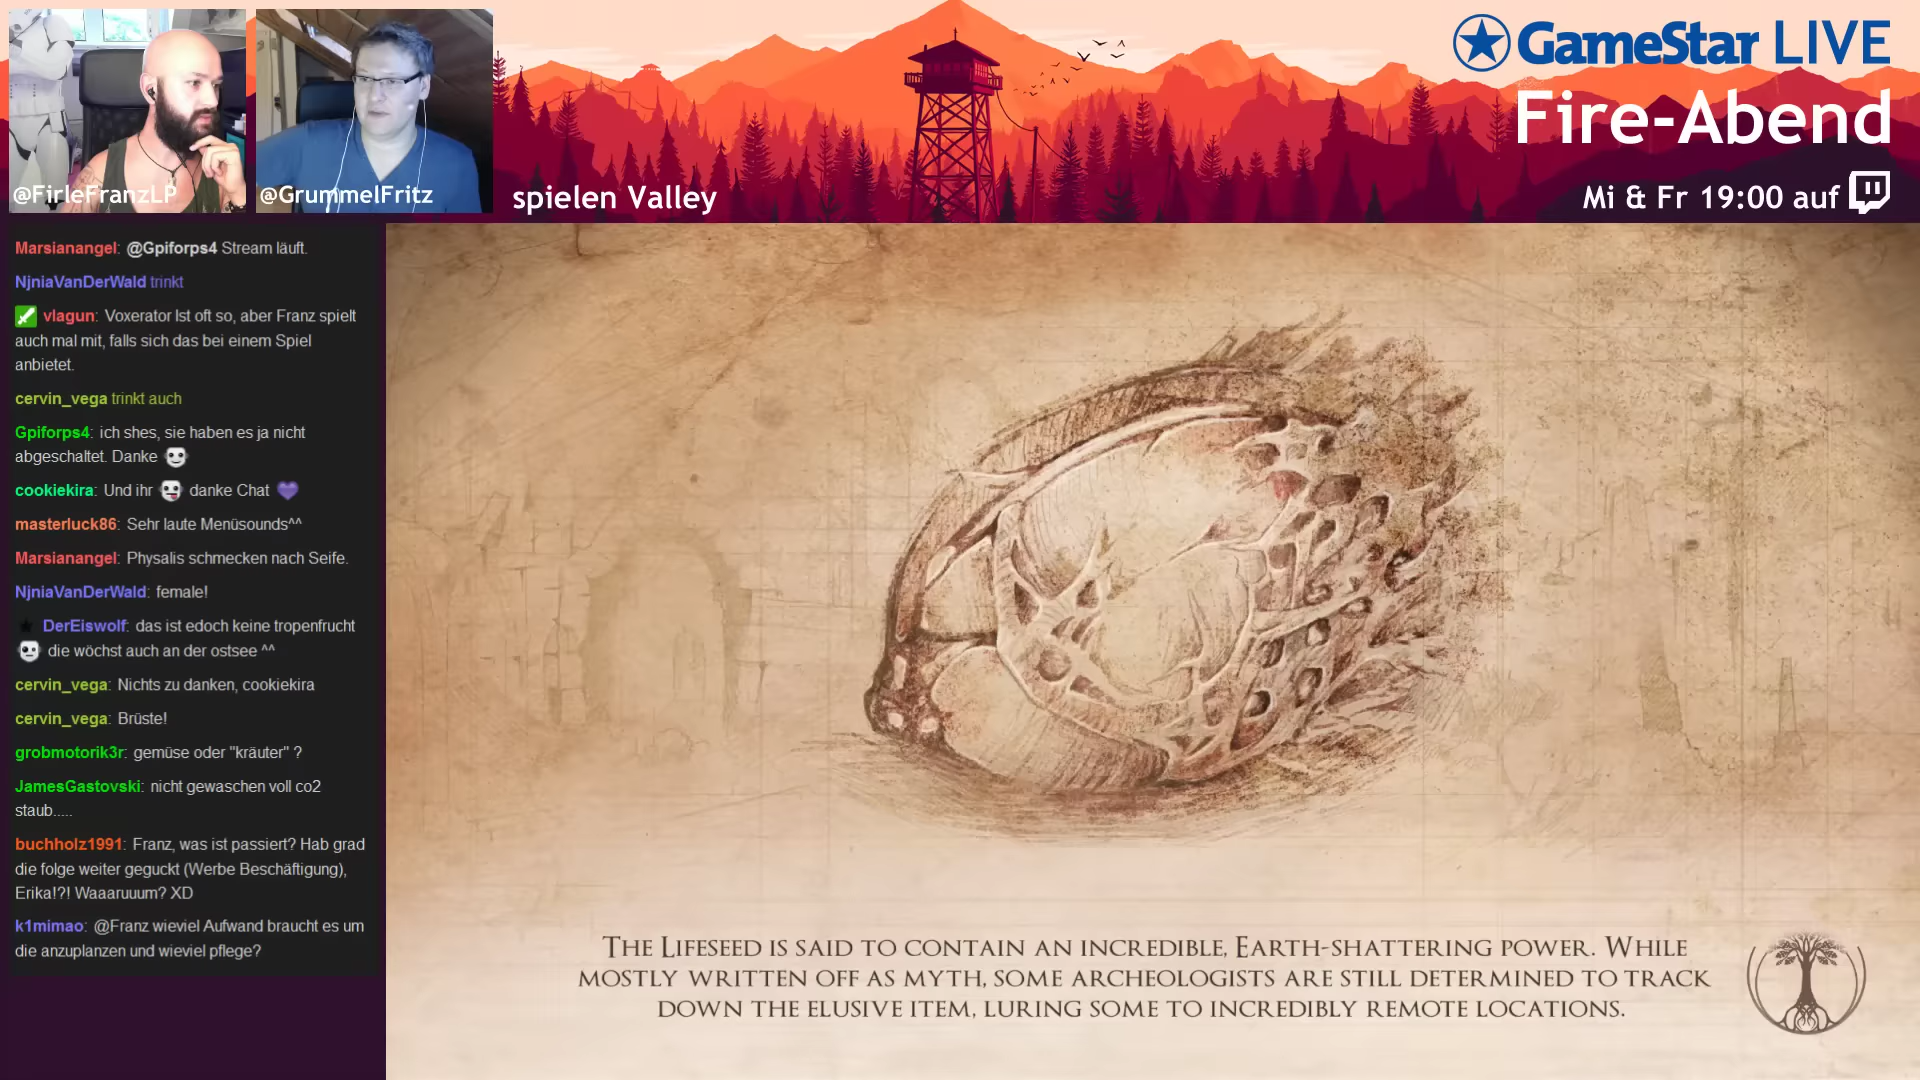 GameStar LIVE
Fire-Abend
Mi & Fr 19:00 auf
@FirleFranzLP
@GrummelFritz
spielen Valley
Marsianangel: @Gpiforps4 Stream läuft.
NjniaVanDerWald trinkt
vlagun: Voxerator Ist oft so, aber Franz spielt
auch mal mit, falls sich das bei einem Spiel
anbietet.
cervin_vega trinkt auch
Gpiforps4: ich shes, sie haben es ja nicht
abgeschaltet. Danke
cookiekira: Und ihr danke Chat
masterluck86: Sehr laute Menüsounds^^
Marsianangel: Physalis schmecken nach Seife.
NjniaVanDerWald: female!
DerEiswolf: das ist edoch keine tropenfrucht
die wöchst auch an der ostsee ^^
cervin_vega: Nichts zu danken, cookiekira
cervin_vega: Brüste!
grobmotorik3r: gemüse oder "kräuter" ?
JamesGastovski: nicht gewaschen voll co2
staub.....
buchholz1991: Franz, was ist passiert? Hab grad
die folge weiter geguckt (Werbe Beschäftigung),
Erika!?! Waaaruuum? XD
k1mimao: @Franz wieviel Aufwand braucht es um
die anzuplanzen und wieviel pflege?
THE LIFESEED IS SAID TO CONTAIN AN INCREDIBLE, EARTH-SHATTERING POWER. WHILE
MOSTLY WRITTEN OFF AS MYTH, SOME ARCHEOLOGISTS ARE STILL DETERMINED TO TRACK
DOWN THE ELUSIVE ITEM, LURING SOME TO INCREDIBLY REMOTE LOCATIONS.